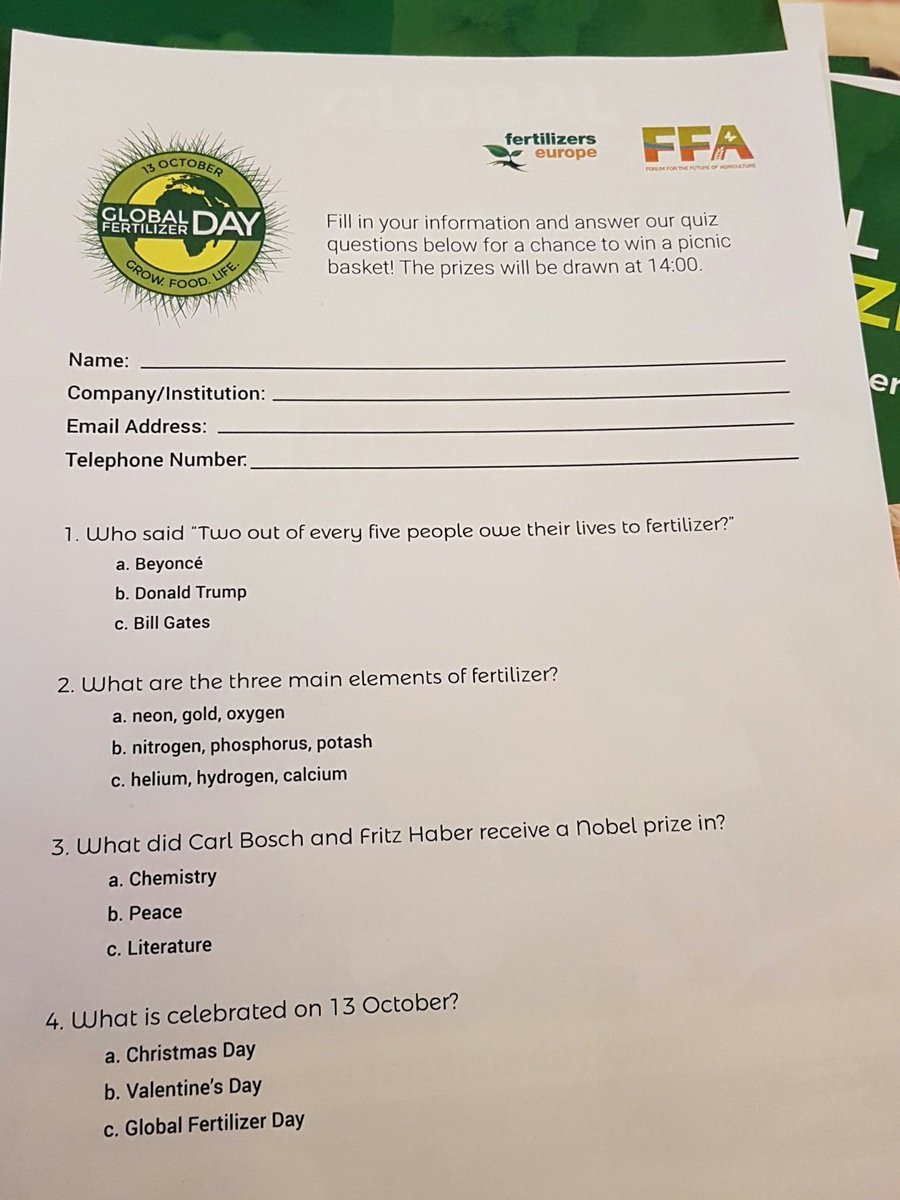 13 OCTOBER
GLOBAL
FERTILIZER DAY
GROW. FOOD. LIFE.
fertilizers
europe
FFA
FORUM FOR THE FUTURE OF AGRICULTURE
Fill in your information and answer our quiz
questions below for a chance to win a picnic
basket! The prizes will be drawn at 14:00.
Name:
Company/Institution:
Email Address:
Telephone Number:
1. Who said “Two out of every five people owe their lives to fertilizer?”
a. Beyoncé
b. Donald Trump
c. Bill Gates
2. What are the three main elements of fertilizer?
a. neon, gold, oxygen
b. nitrogen, phosphorus, potash
c. helium, hydrogen, calcium
3. What did Carl Bosch and Fritz Haber receive a Nobel prize in?
a. Chemistry
b. Peace
c. Literature
4. What is celebrated on 13 October?
a. Christmas Day
b. Valentine’s Day
c. Global Fertilizer Day